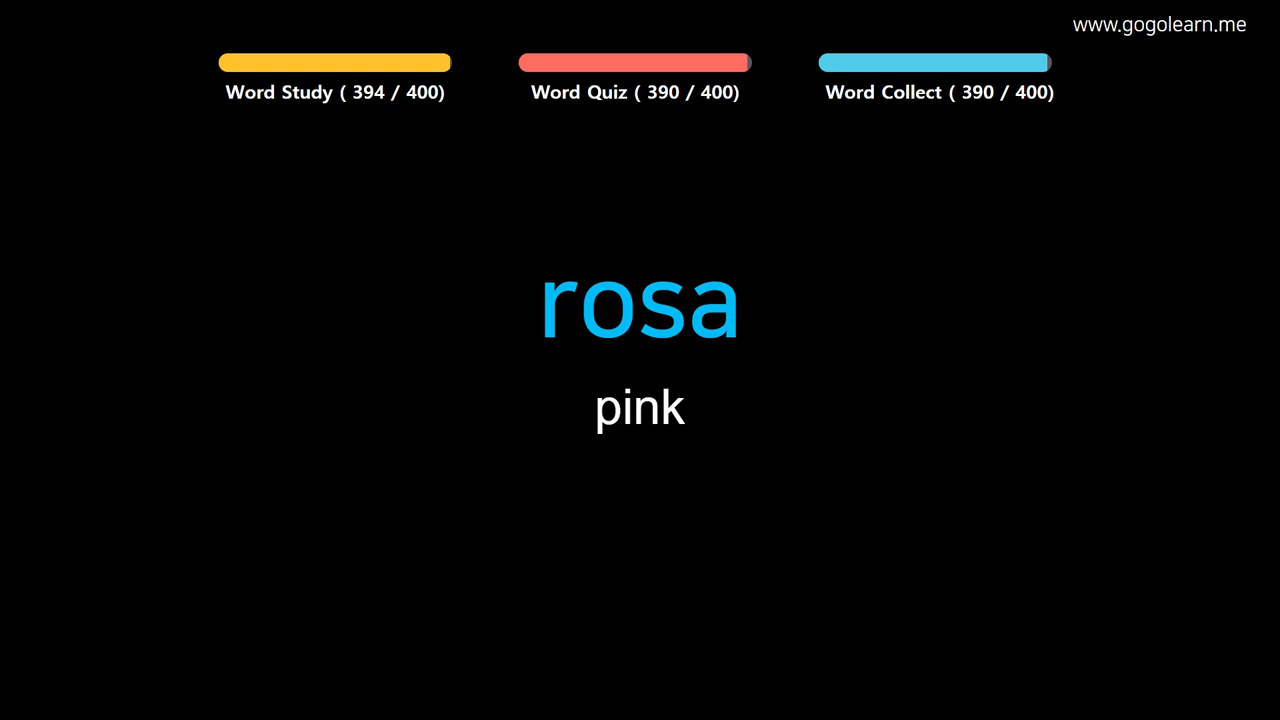 www.gogolearn.me
Word Study ( 394 / 400)
Word Quiz ( 390 / 400)
Word Collect ( 390 / 400)
rosa
pink